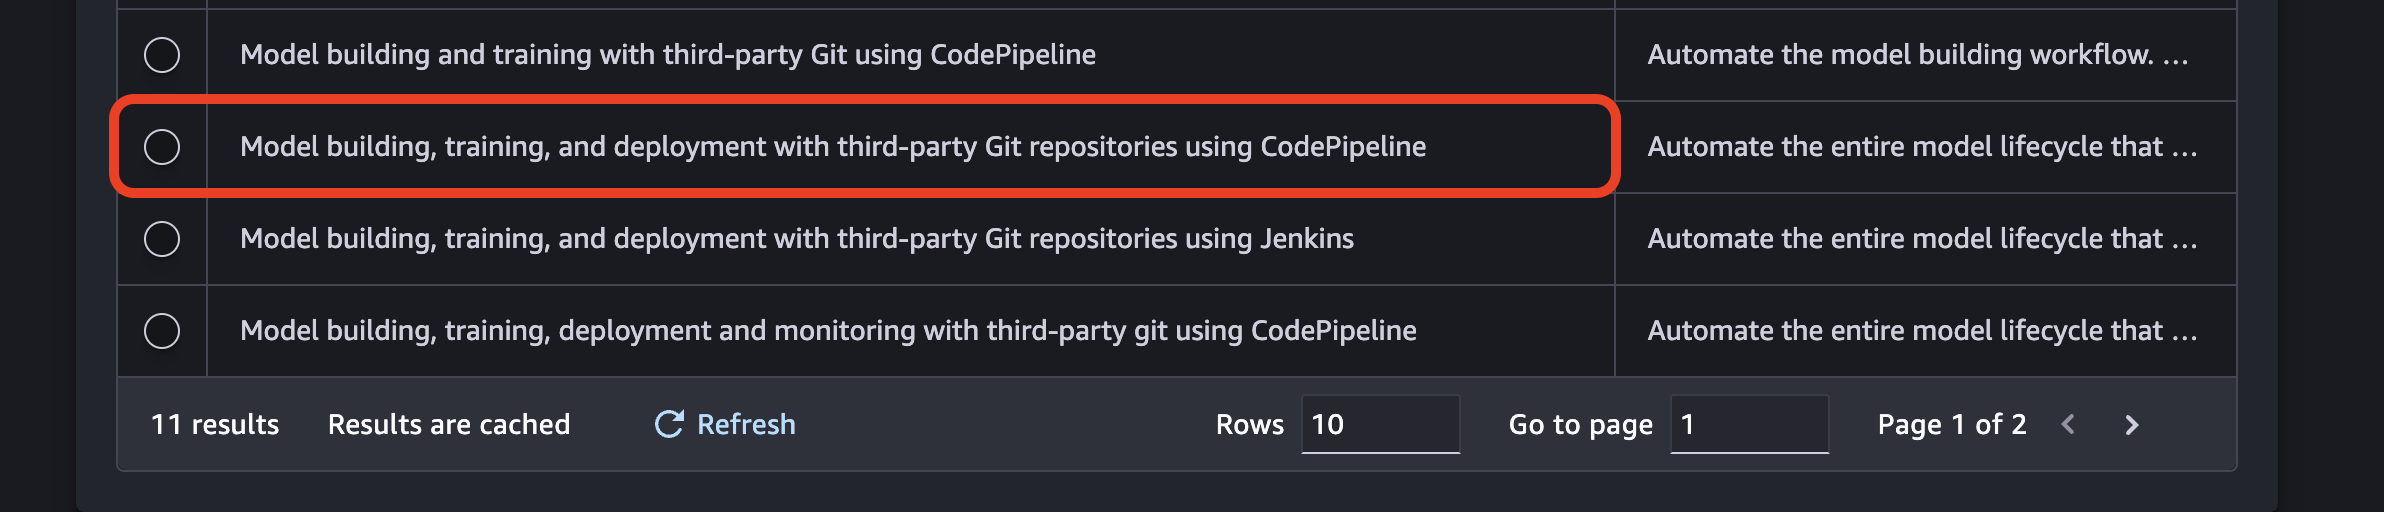 Model building and training with third-party Git using CodePipeline
Automate the model building workflow. ...
Model building, training, and deployment with third-party Git repositories using CodePipeline
Automate the entire model lifecycle that ...
Model building, training, and deployment with third-party Git repositories using Jenkins
Automate the entire model lifecycle that ...
Model building, training, deployment and monitoring with third-party git using CodePipeline
Automate the entire model lifecycle that ...
11 results Results are cached Refresh Rows 10 Go to page 1 Page 1 of 2